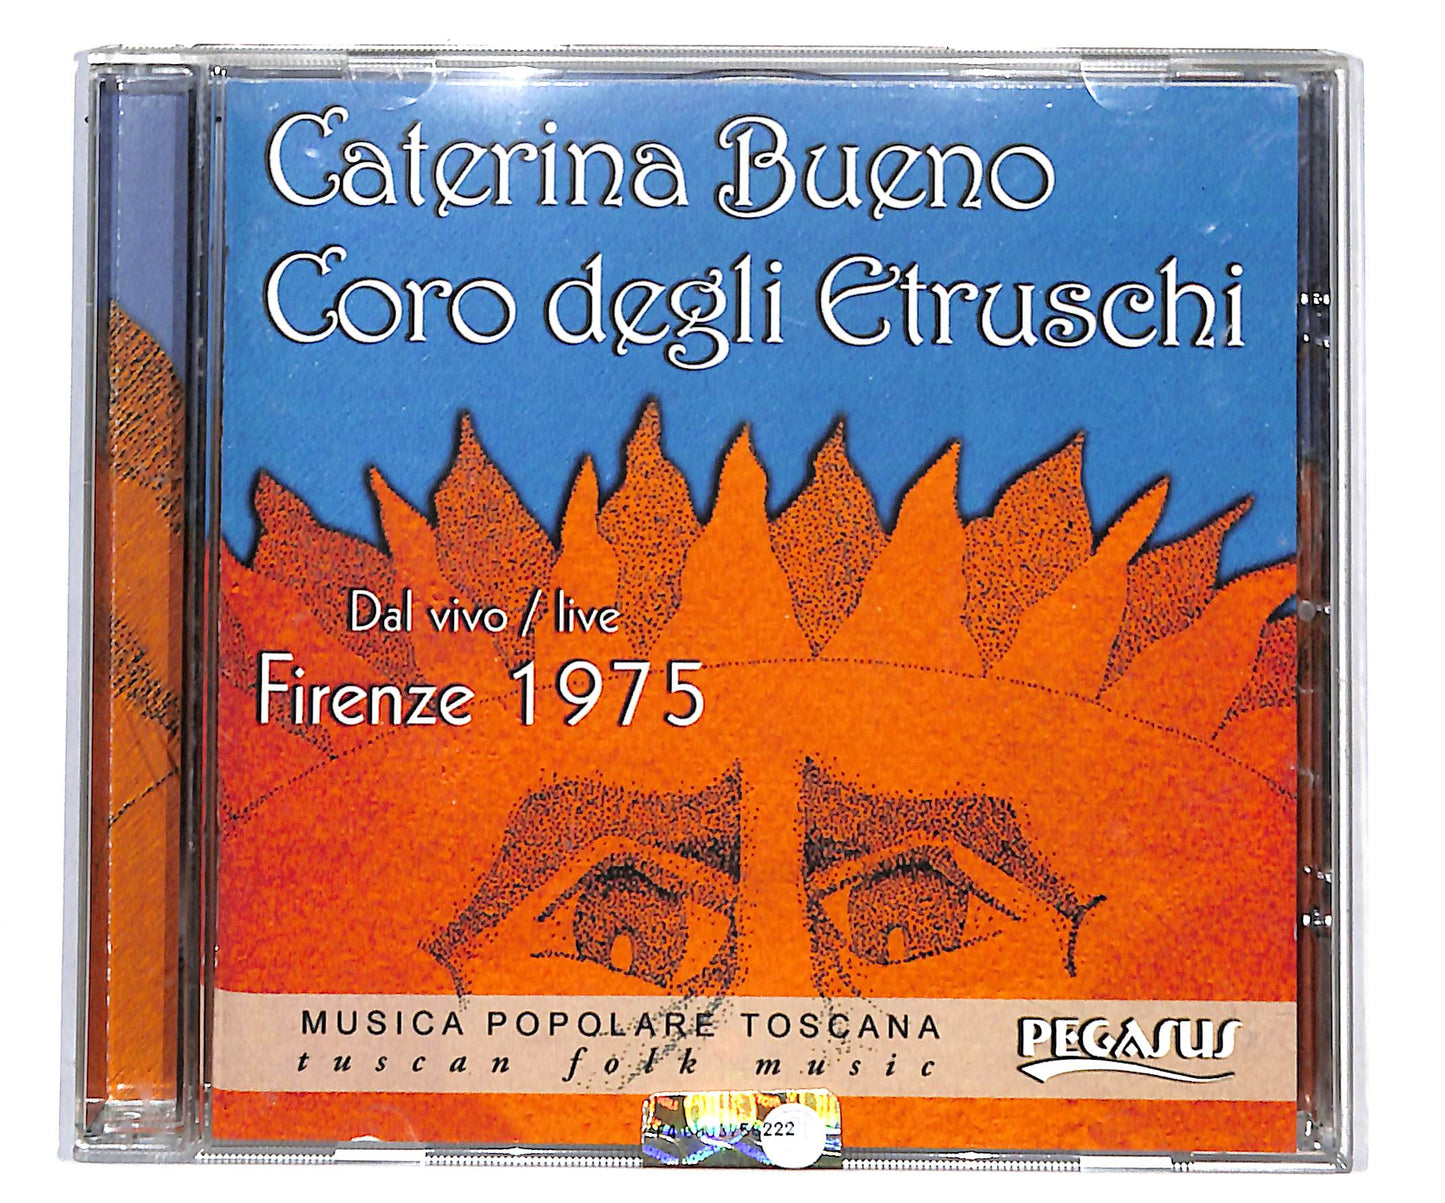 Caterina Bueno
Coro degli Etruschi
Dal vivo / live
Firenze 1975
MUSICA POPOLARE TOSCANA
tuscan folk music
PEGASUS